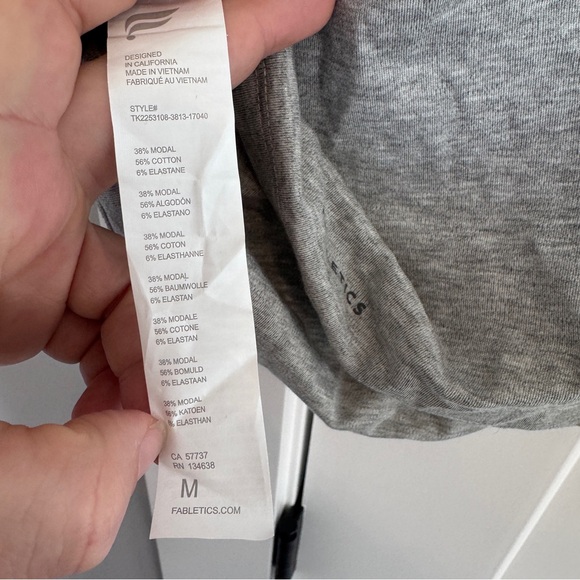 DESIGNED
IN CALIFORNIA
MADE IN VIETNAM
FABRIQUÉ AU VIETNAM
STYLE#
TK2253108-3813-17040
38% MODAL
56% COTTON
6% ELASTANE
38% MODAL
56% ALGODÓN
6% ELASTANO
38% MODAL
56% COTON
6% ELASTHANNE
38% MODAL
56% BAUMWOLLE
6% ELASTAN
38% MODALE
56% COTONE
6% ELASTAN
38% MODAL
56% BOMULD
6% ELASTAAN
38% MODAL
56% KATOEN
6% ELASTHAN
CA 57737
RN 134638
M
FABLETICS.COM
ETICS